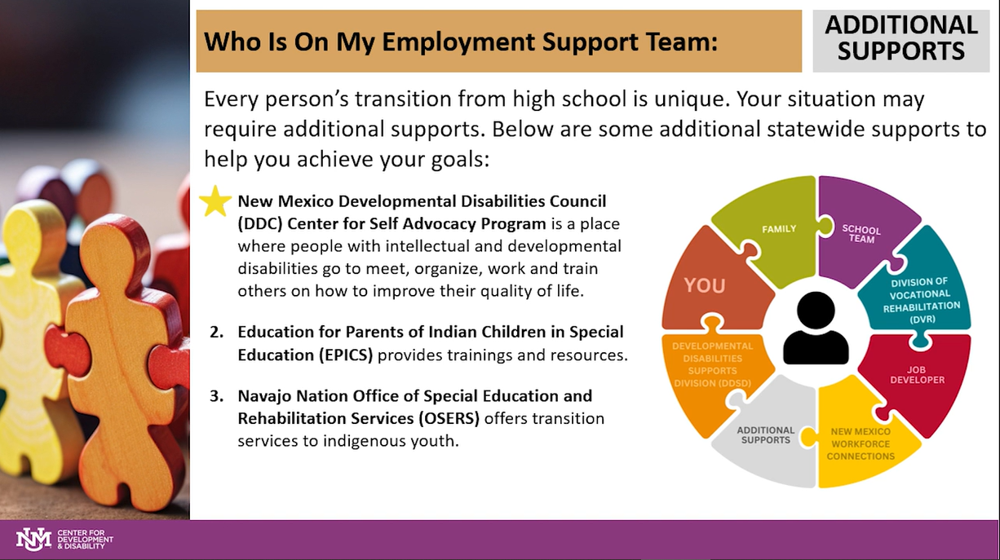 Who Is On My Employment Support Team:
ADDITIONAL
SUPPORTS
Every person's transition from high school is unique. Your situation may
require additional supports. Below are some additional statewide supports to
help you achieve your goals:
New Mexico Developmental Disabilities Council
(DDC) Center for Self Advocacy Program is a place
where people with intellectual and developmental
disabilities go to meet, organize, work and train
others on how to improve their quality of life.
2. Education for Parents of Indian Children in Special
Education (EPICS) provides trainings and resources.
3. Navajo Nation Office of Special Education and
Rehabilitation Services (OSERS) offers transition
services to indigenous youth.
FAMILY
SCHOOL
TEAM
DIVISION OF
VOCATIONAL
REHABILITATION
(DVR)
JOB
DEVELOPER
NEW MEXICO
WORKFORCE
CONNECTIONS
ADDITIONAL
SUPPORTS
DEVELOPMENTAL
DISABILITIES
SUPPORTS
DIVISION (DDSD)
YOU
UNM
CENTER FOR
DEVELOPMENT
& DISABILITY